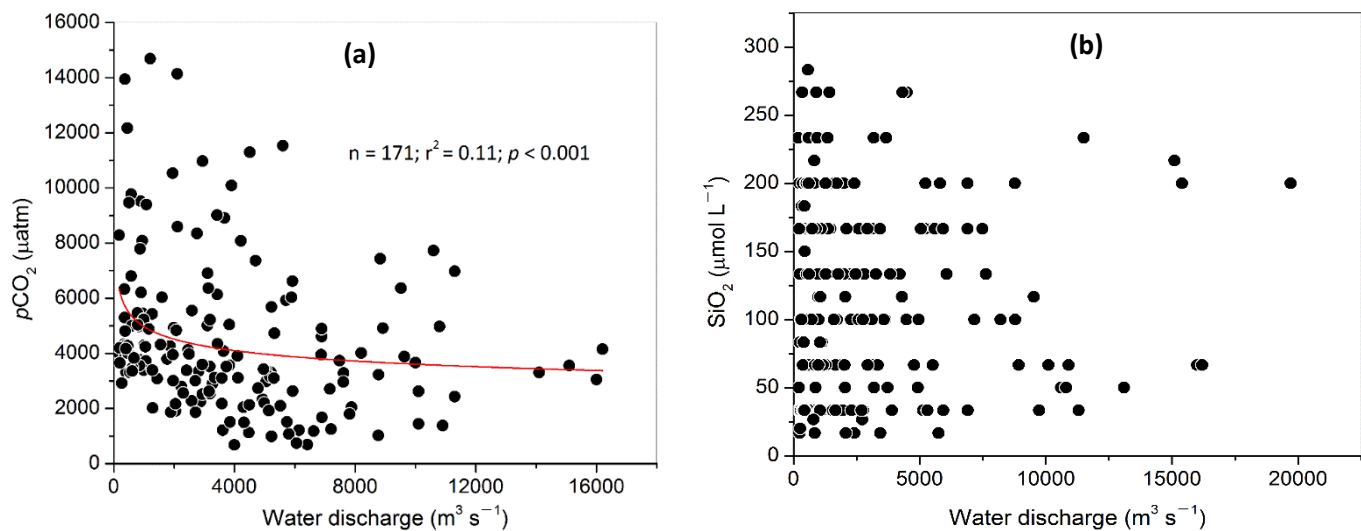 (a)
n = 171; r² = 0.11; p < 0.001
16000
14000
12000
10000
8000
6000
4000
2000
0
pCO₂ (µatm)
0 4000 8000 12000 16000
Water discharge (m³ s⁻¹)
(b)
300
250
200
150
100
50
0
SiO₂ (µmol L⁻¹)
0 5000 10000 15000 20000
Water discharge (m³ s⁻¹)